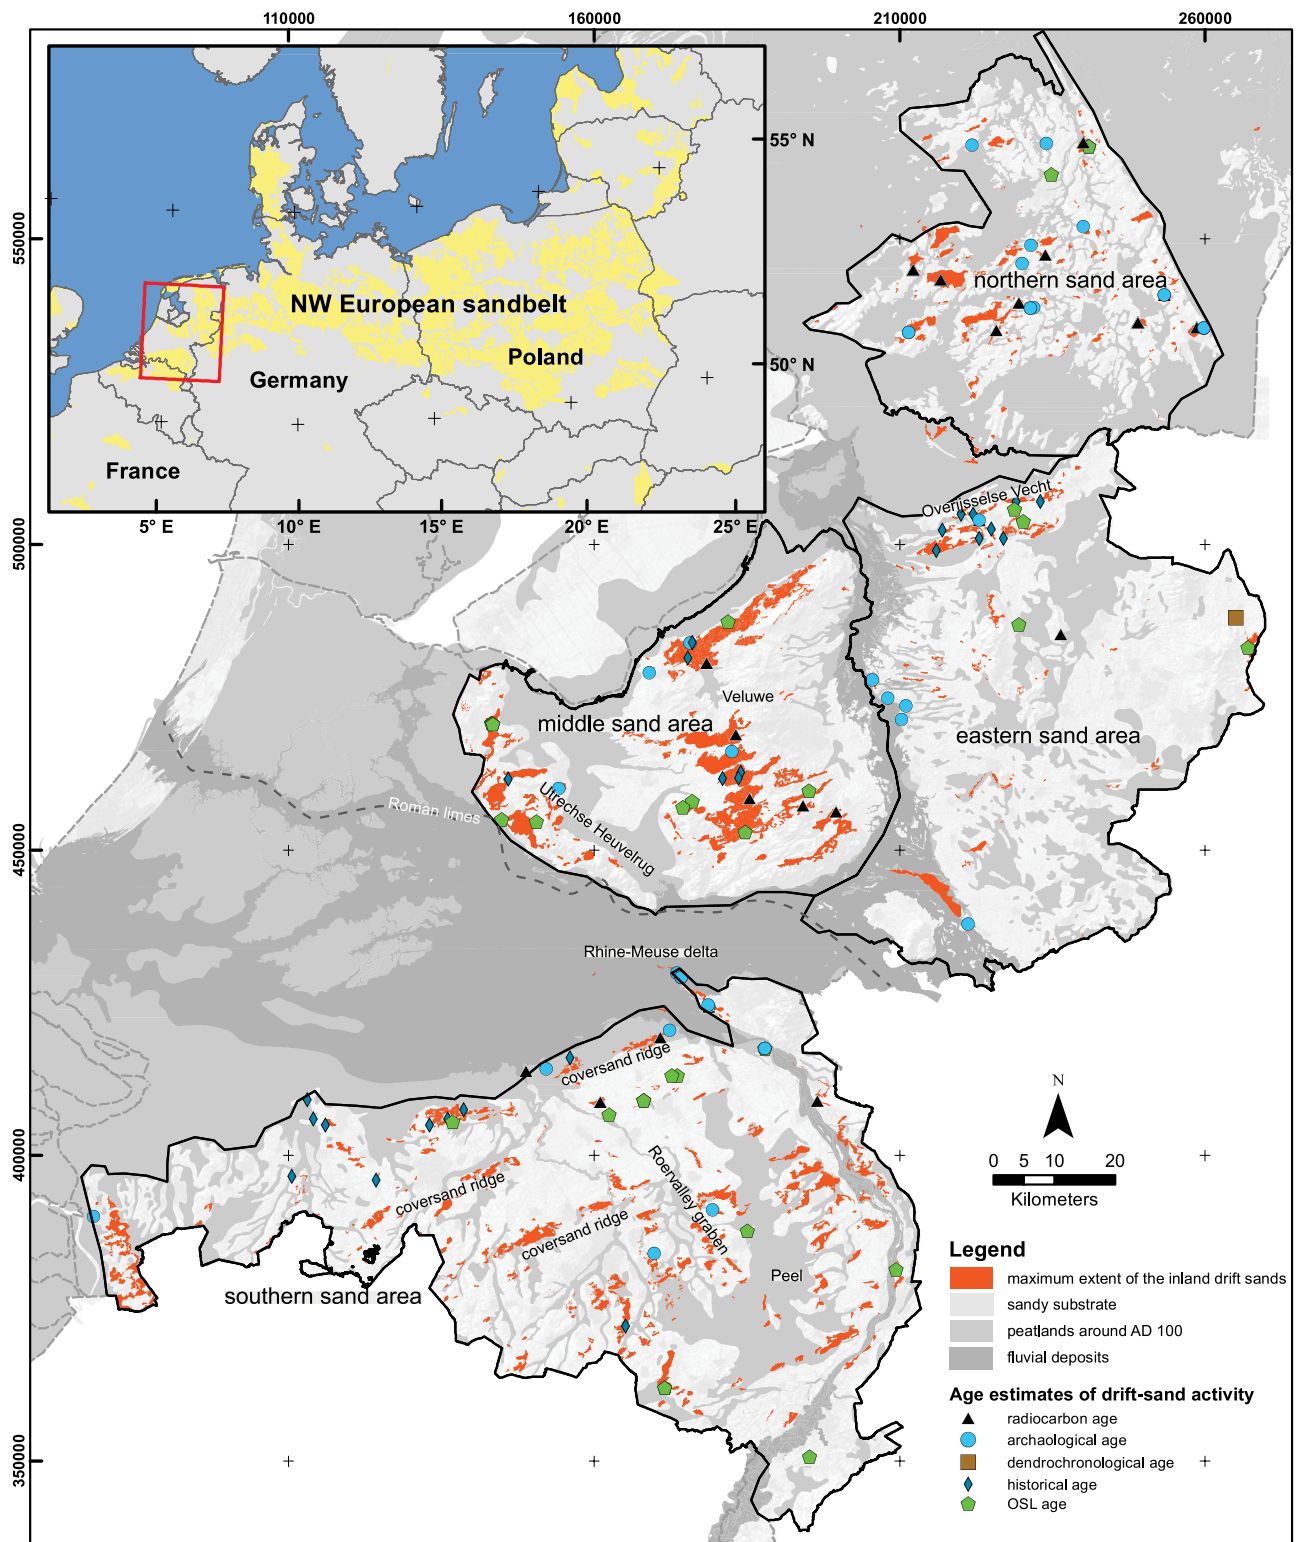 110000
160000
210000
260000
55° N
550000
NW European sandbelt
northern sand area
Poland
50° N
Germany
France
Overijsselse Vecht
5° E
10° E
15° E
20° E
25° E
500000
Veluwe
middle sand area
eastern sand area
Utrechse Heuvelrug
Roman limes
450000
Rhine-Meuse delta
coversand ridge
N
400000
Roervalley graben
0 5 10 20
coversand ridge
Kilometers
coversand ridge
Legend
Peel
maximum extent of the inland drift sands
southern sand area
sandy substrate
peatlands around AD 100
fluvial deposits
Age estimates of drift-sand activity
radiocarbon age
archaological age
350000
dendrochronological age
historical age
OSL age